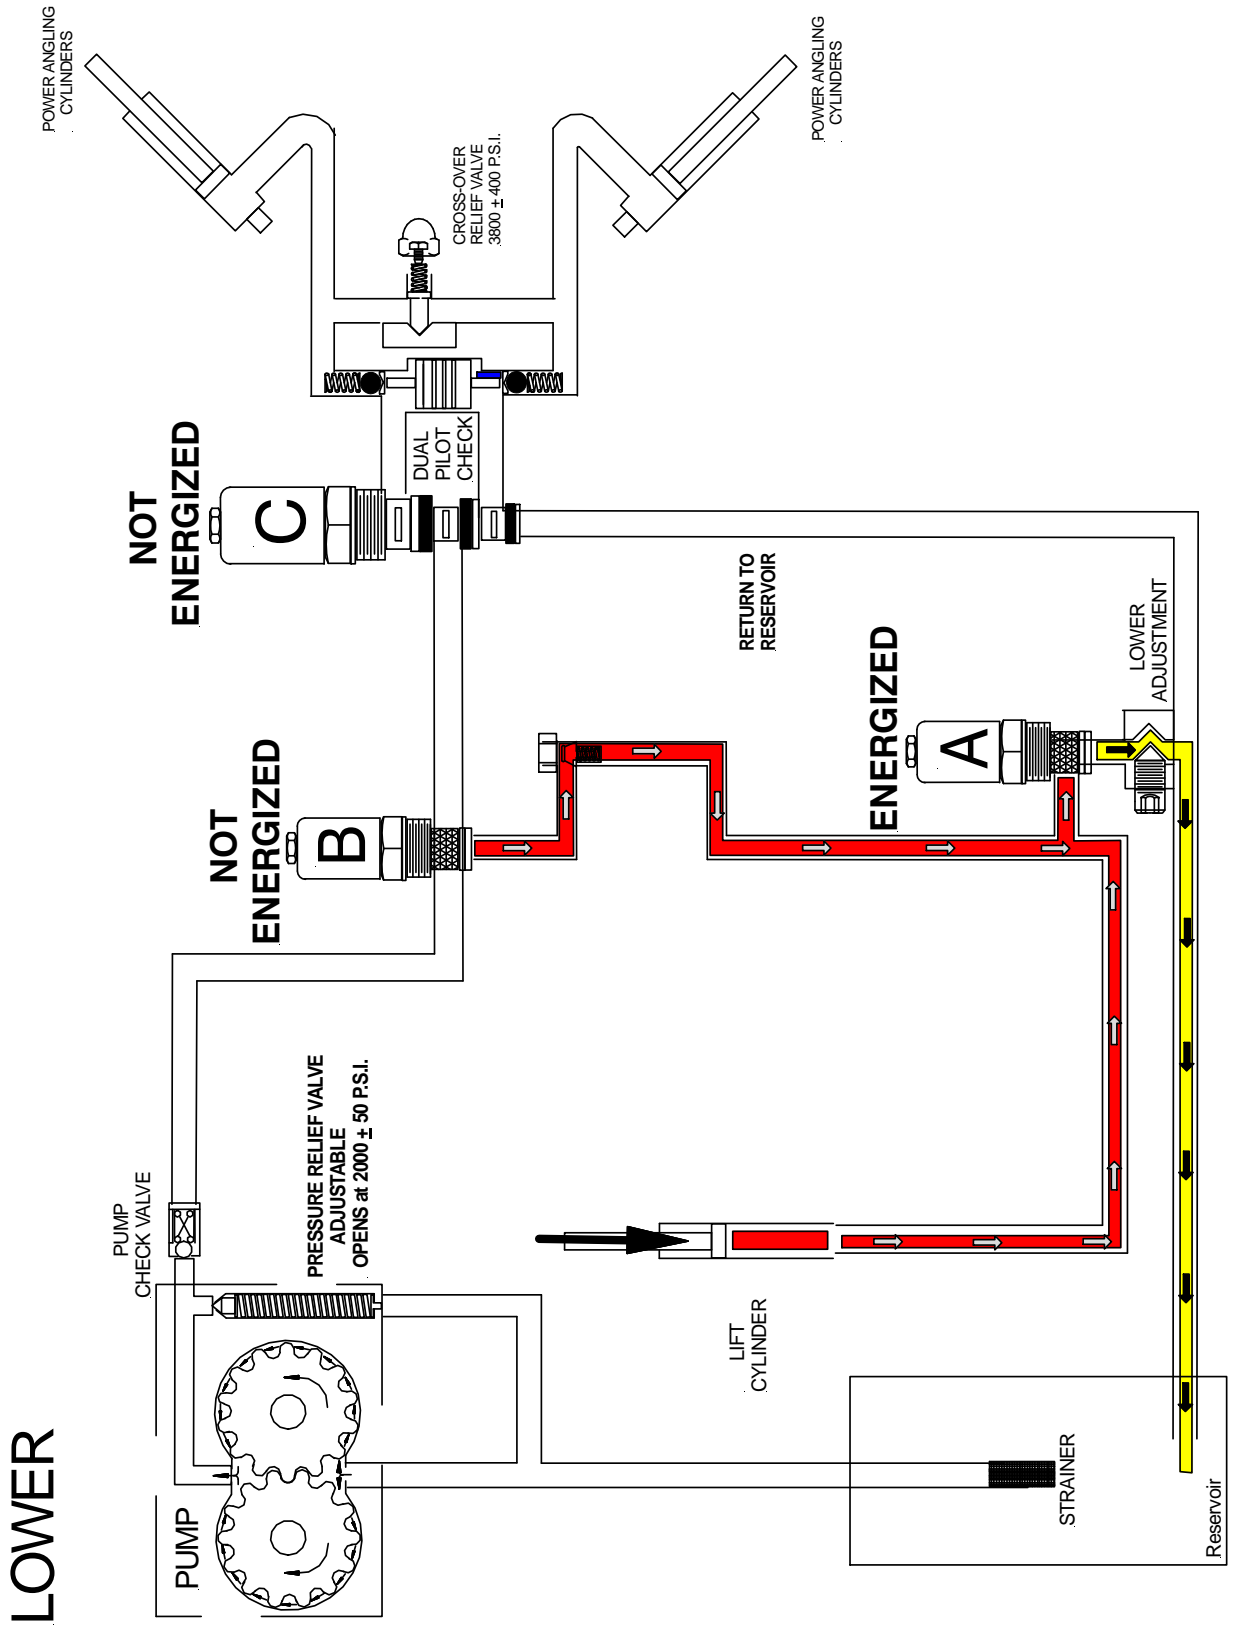 LOWER
PUMP
PUMP
CHECK VALVE
PRESSURE RELIEF VALVE
ADJUSTABLE
OPENS at 2000 ± 50 P.S.I.
NOT
ENERGIZED
B
NOT
ENERGIZED
C
DUAL
PILOT
CHECK
CROSS-OVER
RELIEF VALVE
3800 ± 400 P.S.I.
POWER ANGLING
CYLINDERS
POWER ANGLING
CYLINDERS
RETURN TO
RESERVOIR
ENERGIZED
A
LOWER
ADJUSTMENT
LIFT
CYLINDER
STRAINER
Reservoir